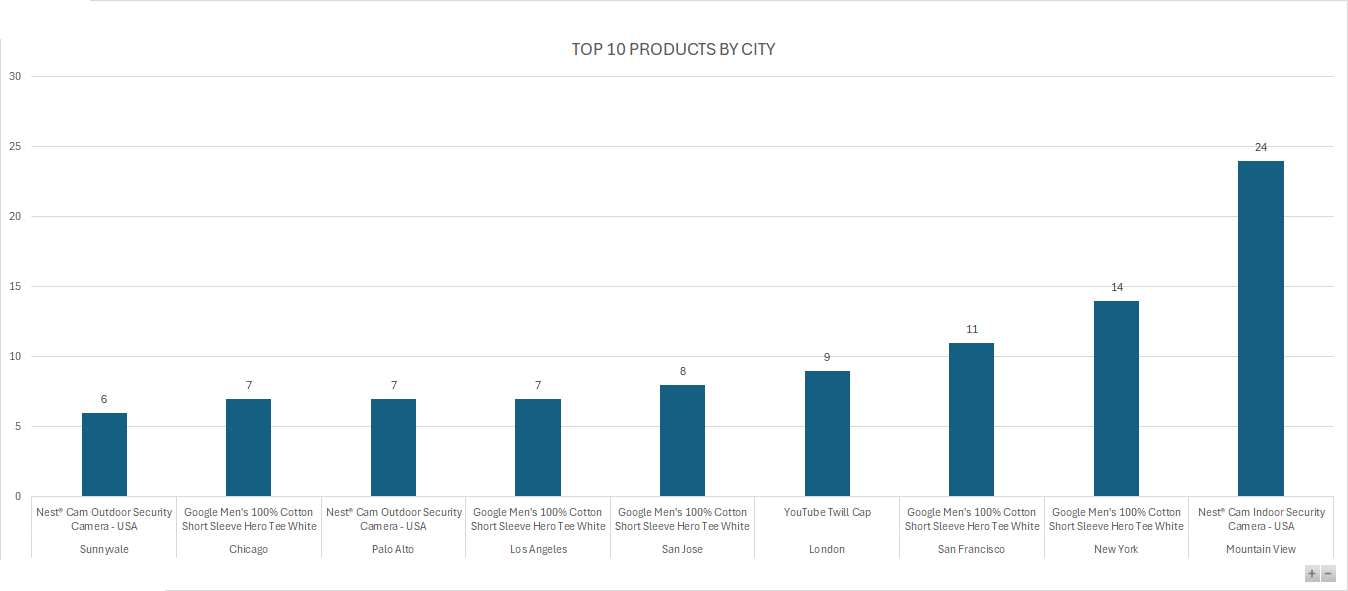 TOP 10 PRODUCTS BY CITY
30
25
20
15
10
5
0
6
7
7
7
8
9
11
14
24
Nest® Cam Outdoor Security
Camera - USA
Sunnyvale
Google Men's 100% Cotton
Short Sleeve Hero Tee White
Chicago
Nest® Cam Outdoor Security
Camera - USA
Palo Alto
Google Men's 100% Cotton
Short Sleeve Hero Tee White
Los Angeles
Google Men's 100% Cotton
Short Sleeve Hero Tee White
San Jose
YouTube Twill Cap
London
Google Men's 100% Cotton
Short Sleeve Hero Tee White
San Francisco
Google Men's 100% Cotton
Short Sleeve Hero Tee White
New York
Nest® Cam Indoor Security
Camera - USA
Mountain View
+ −